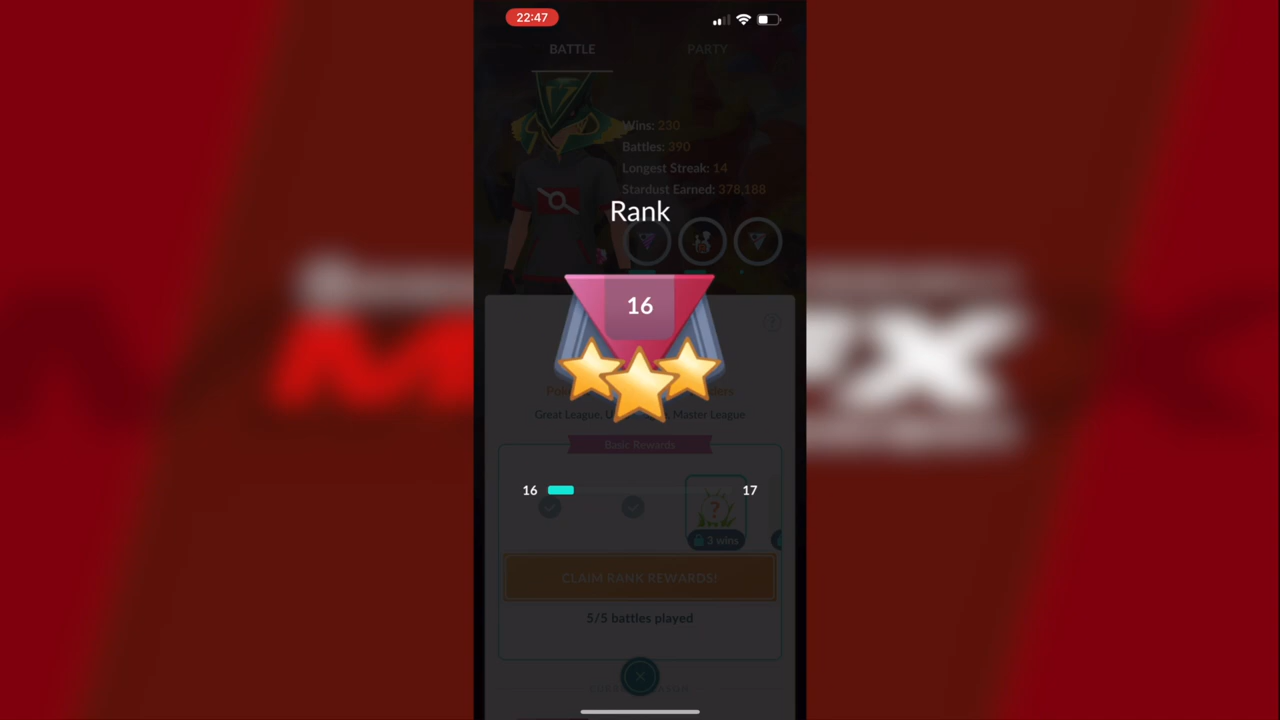 22:47
BATTLE
PARTY
Wins: 230
Battles: 390
Longest Streak: 14
Stardust Earned: 378,188
Rank
16
Great League, U Master League
Basic Rewards
16
17
?
3 wins
CLAIM RANK REWARDS!
5/5 battles played